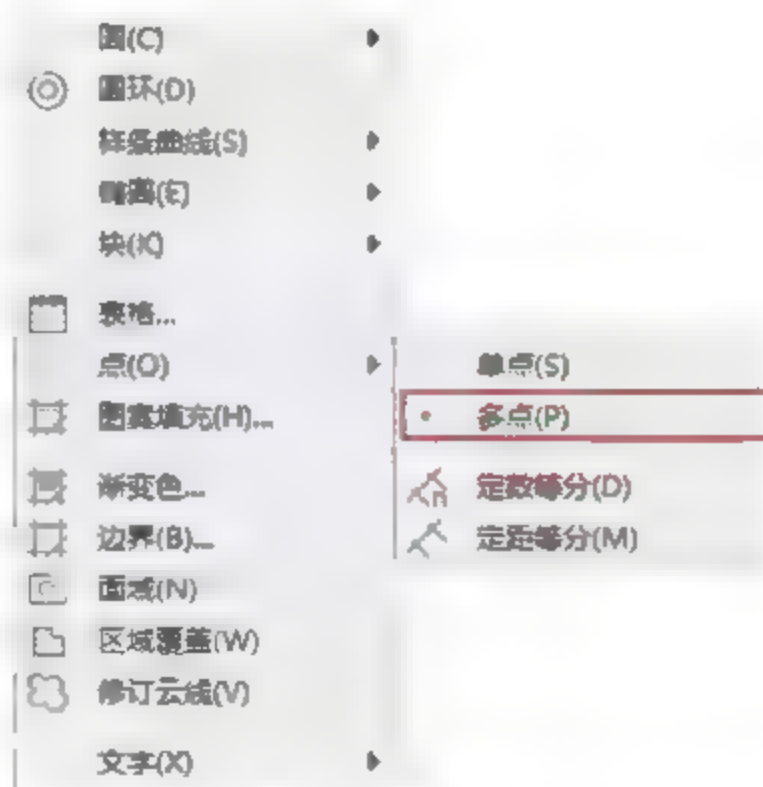 圆(C)
圆环(D)
样条曲线(S)
椭圆(E)
块(K)
表格...
点(O)
单点(S)
图案填充(H)...
多点(P)
渐变色...
定数等分(D)
边界(B)...
定距等分(M)
面域(N)
区域覆盖(W)
修订云线(V)
文字(X)